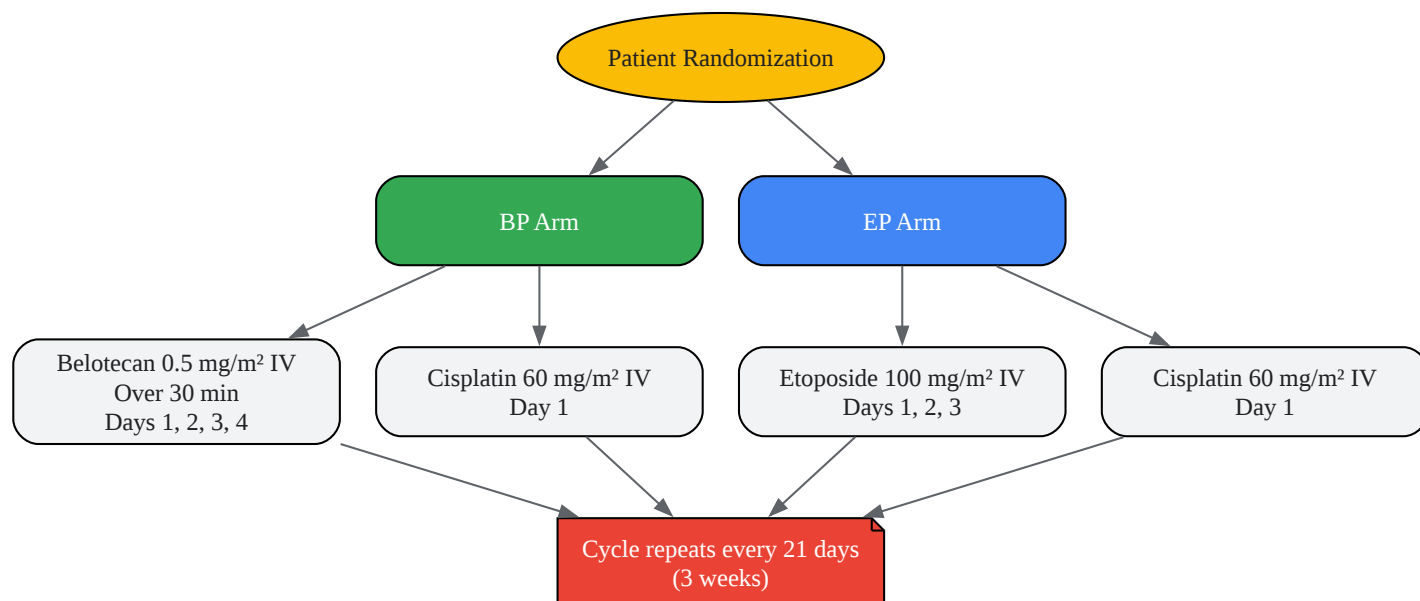 Patient Randomization
BP Arm
EP Arm
Belotecan 0.5 mg/m² IV
Over 30 min
Days 1, 2, 3, 4
Cisplatin 60 mg/m² IV
Day 1
Etoposide 100 mg/m² IV
Days 1, 2, 3
Cisplatin 60 mg/m² IV
Day 1
Cycle repeats every 21 days
(3 weeks)